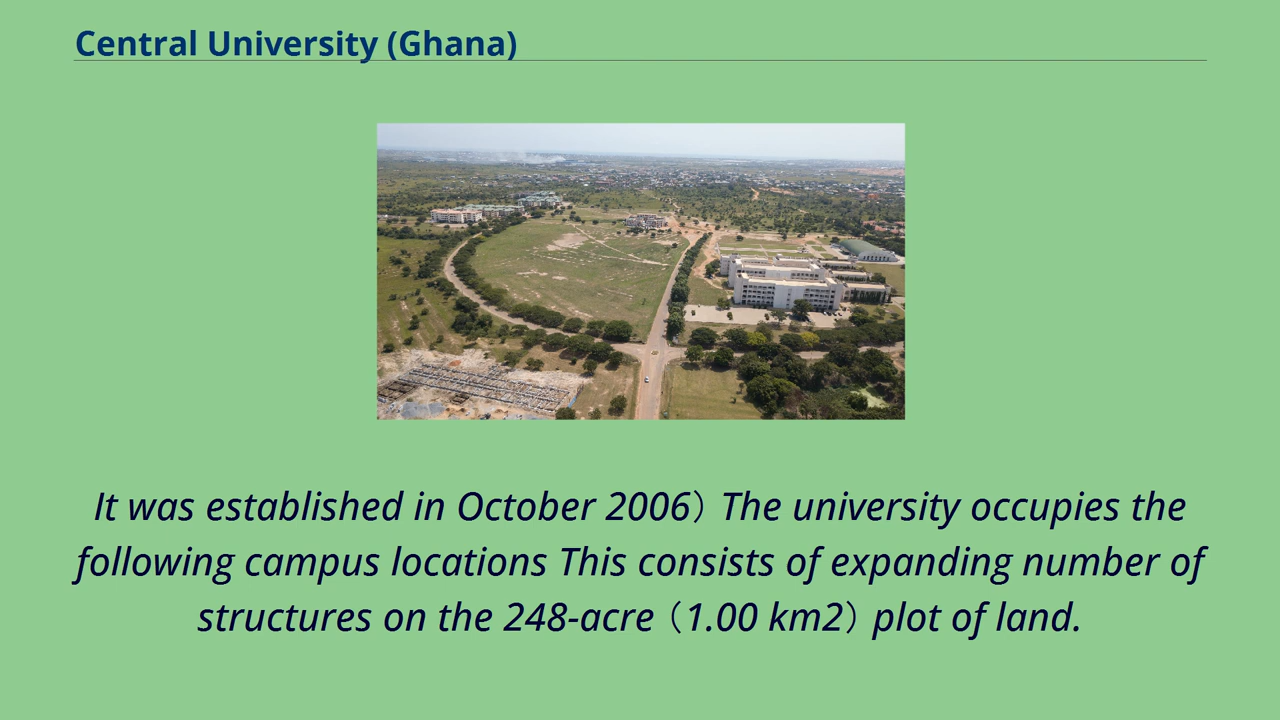 Central University (Ghana)
It was established in October 2006） The university occupies the
following campus locations This consists of expanding number of
structures on the 248-acre （1.00 km2） plot of land.